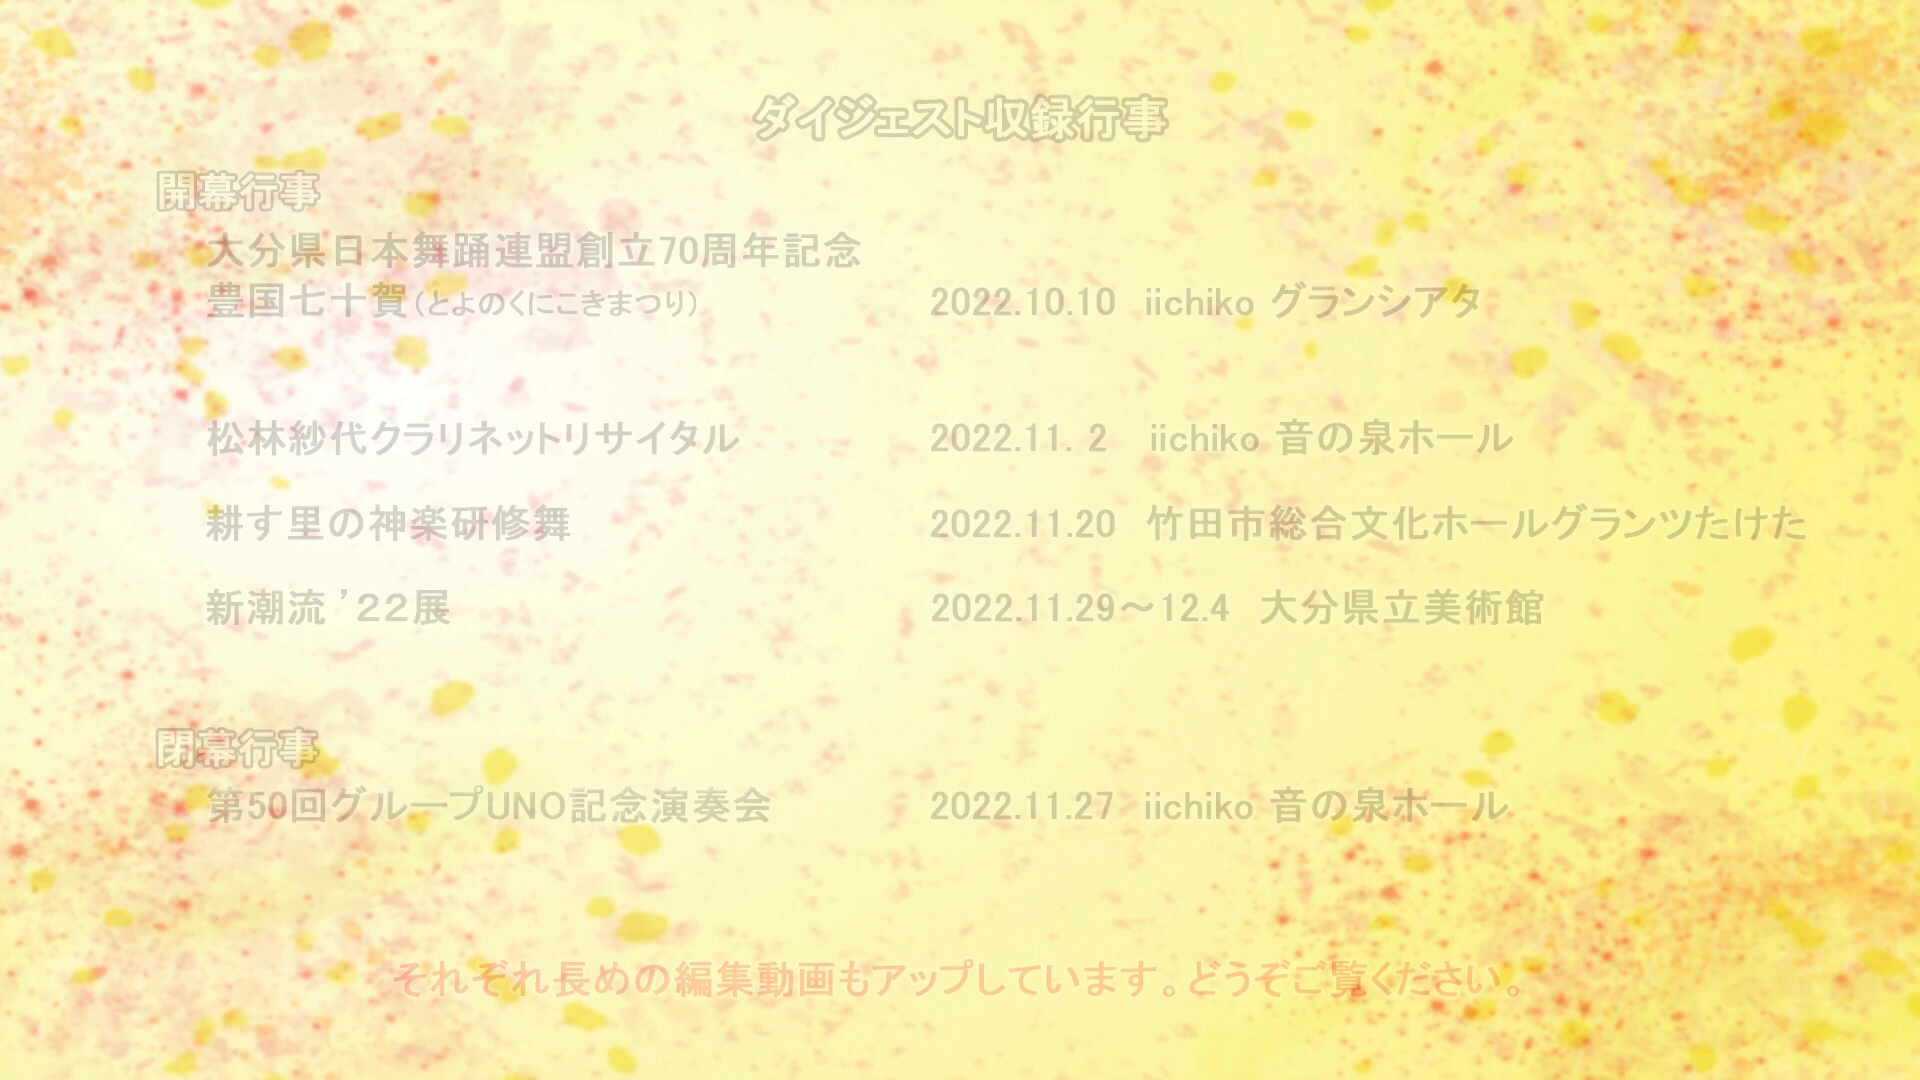 ダイジェスト収録行事
開幕行事
大分県日本舞踊連盟創立70周年記念
豊国七十賀（とよのくにこきまつり） 2022.10.10 iichiko グランシアタ
松林紗代クラリネットリサイタル 2022.11. 2 iichiko 音の泉ホール
耕す里の神楽研修舞 2022.11.20 竹田市総合文化ホールグランツたけた
新潮流 ’２２展 2022.11.29～12.4 大分県立美術館
閉幕行事
第50回グループUNO記念演奏会 2022.11.27 iichiko 音の泉ホール
それぞれ長めの編集動画もアップしています。どうぞご覧ください。